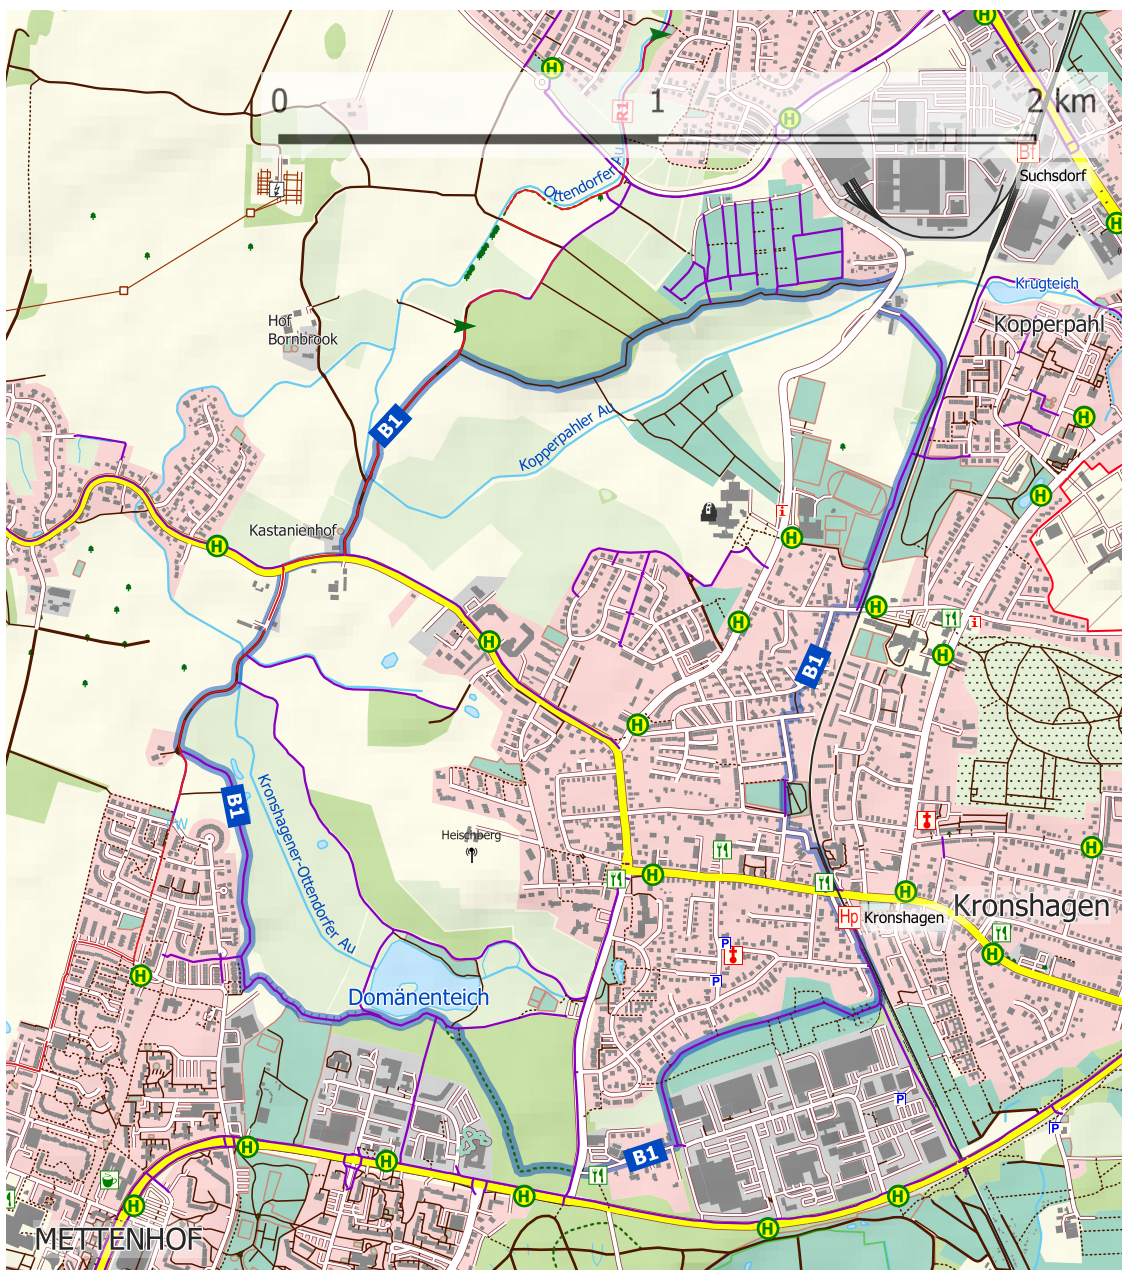 H
H
0
1
2 km
R1
H
Bf
Ottendorfer Au
Suchsdorf
H
Krugteich
Hof
Bornbrook
Kopperpahl
B1
Kopperpahler Au
H
H
i
Kastanienhof
H
H
H
H
i
H
H
H
B1
H
Kronshagener-Ottendorfer Au
B1
Heischberg
H
H
H
Kronshagen
Hp
Kronshagen
P
H
H
P
Domänenteich
P
P
H
B1
H
H
H
H
H
METTENHOF